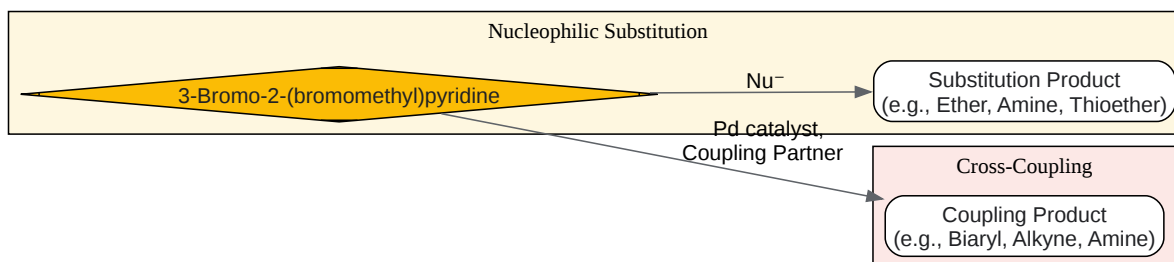 Nucleophilic Substitution
3-Bromo-2-(bromomethyl)pyridine
Nu⁻
Substitution Product
(e.g., Ether, Amine, Thioether)
Pd catalyst,
Coupling Partner
Cross-Coupling
Coupling Product
(e.g., Biaryl, Alkyne, Amine)